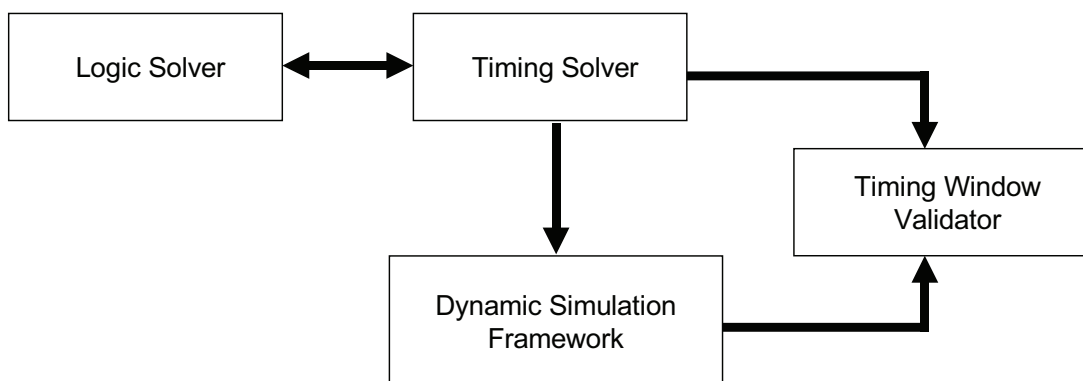 Logic Solver
Timing Solver
Timing Window
Validator
Dynamic Simulation
Framework